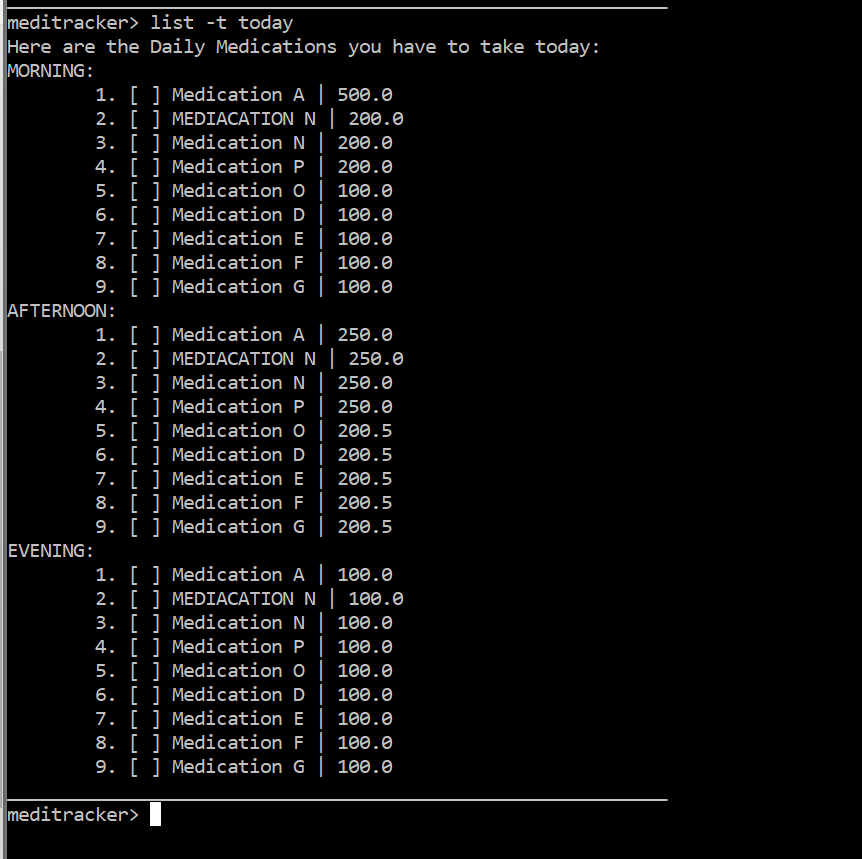 meditracker> list -t today
Here are the Daily Medications you have to take today:
MORNING:
1. [ ] Medication A | 500.0
2. [ ] MEDIACATION N | 200.0
3. [ ] Medication N | 200.0
4. [ ] Medication P | 200.0
5. [ ] Medication O | 100.0
6. [ ] Medication D | 100.0
7. [ ] Medication E | 100.0
8. [ ] Medication F | 100.0
9. [ ] Medication G | 100.0
AFTERNOON:
1. [ ] Medication A | 250.0
2. [ ] MEDIACATION N | 250.0
3. [ ] Medication N | 250.0
4. [ ] Medication P | 250.0
5. [ ] Medication O | 200.5
6. [ ] Medication D | 200.5
7. [ ] Medication E | 200.5
8. [ ] Medication F | 200.5
9. [ ] Medication G | 200.5
EVENING:
1. [ ] Medication A | 100.0
2. [ ] MEDIACATION N | 100.0
3. [ ] Medication N | 100.0
4. [ ] Medication P | 100.0
5. [ ] Medication O | 100.0
6. [ ] Medication D | 100.0
7. [ ] Medication E | 100.0
8. [ ] Medication F | 100.0
9. [ ] Medication G | 100.0
meditracker>